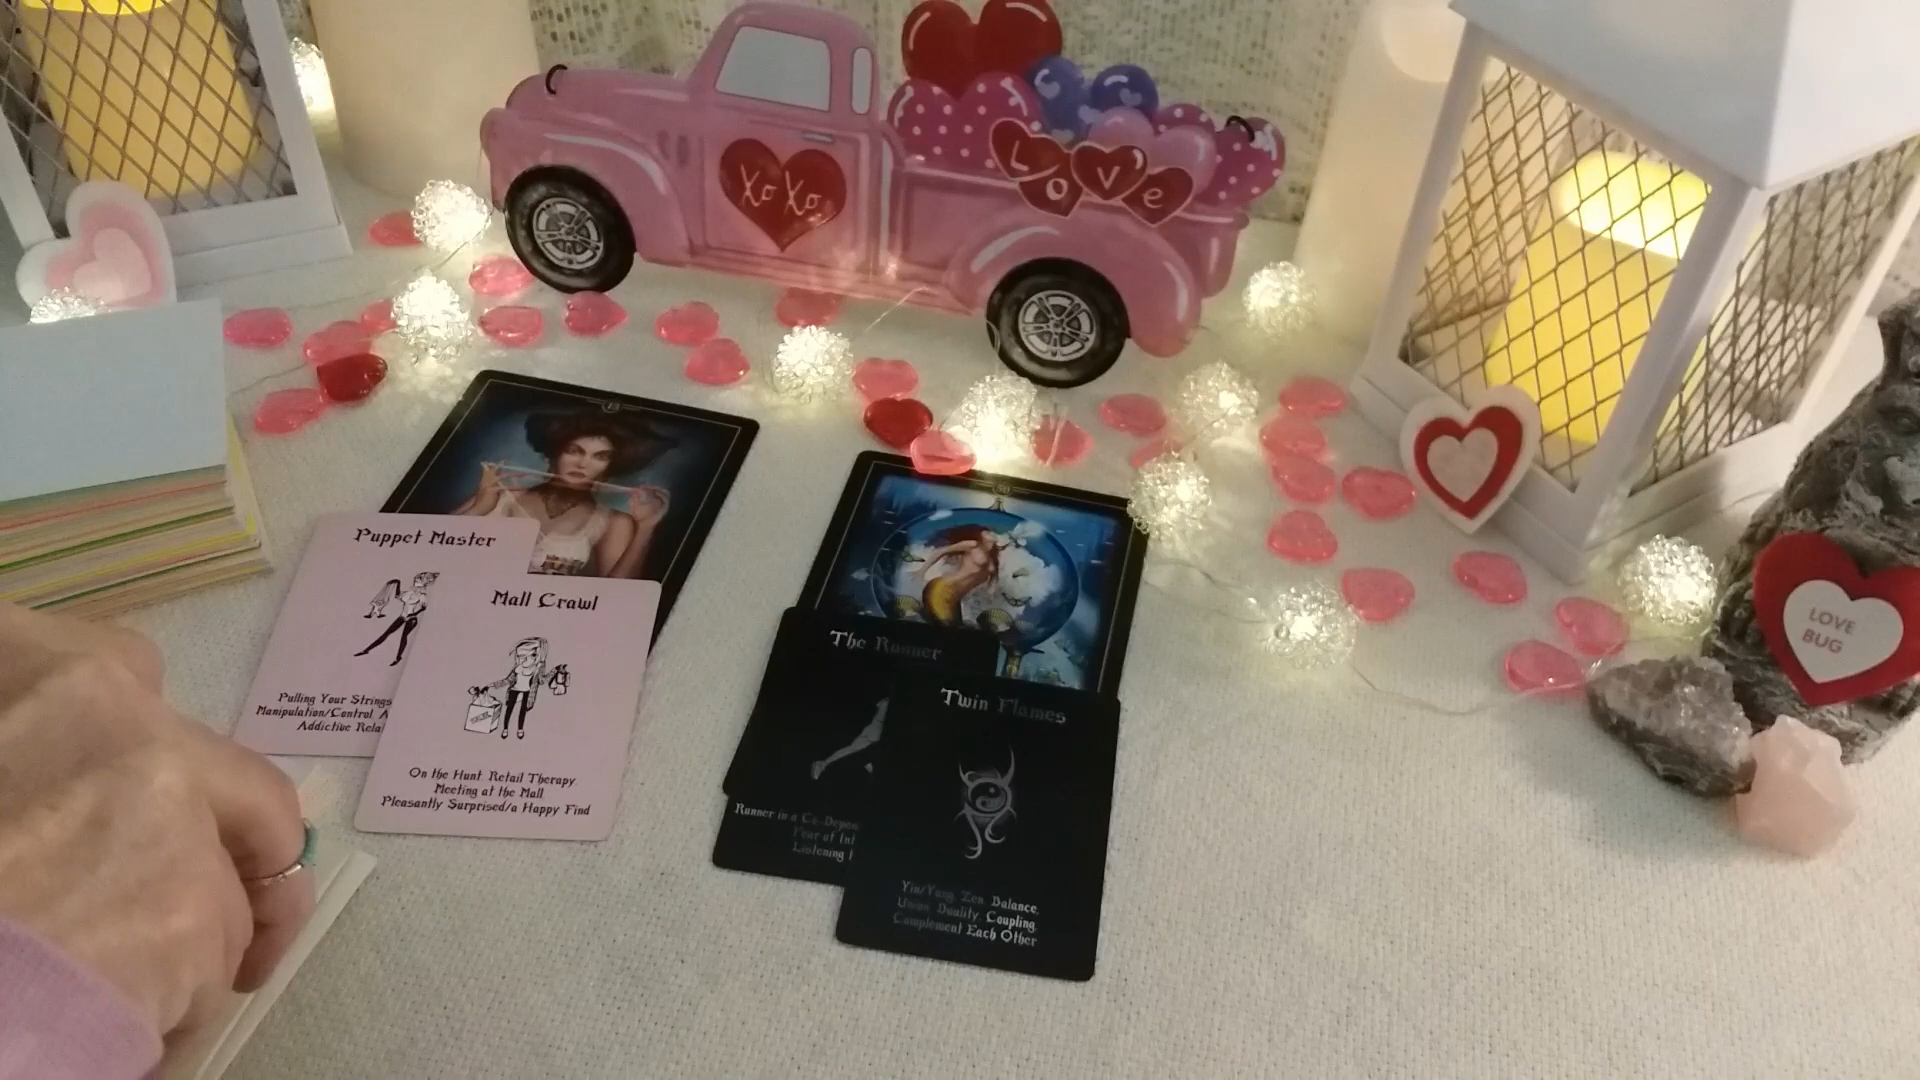 XoXo
Love
LOVE
BUG
Puppet Master
Pulling Your Strings
Manipulation/Control
Mall Crawl
On the Hunt, Retail Therapy,
Meeting at the Mall
Pleasantly Surprised/a Happy Find
The Runner
Runner in a
Fear of
Listening
Twin Flames
Yin/Yang, Zen, Balance,
Union, Duality, Coupling,
Complement Each Other